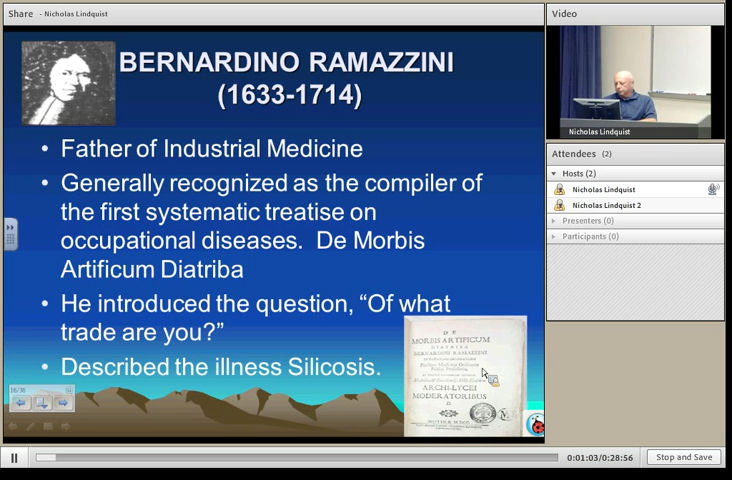 Share - Nicholas Lindquist
BERNARDINO RAMAZZINI
(1633-1714)
• Father of Industrial Medicine
• Generally recognized as the compiler of
the first systematic treatise on
occupational diseases. De Morbis
Artificum Diatriba
• He introduced the question, “Of what
trade are you?”
• Described the illness Silicosis.
DE
MORBIS ARTIFICUM
DIATRIBA
BERNARDINI RAMAZZINI
ARCHI-LYCEI
MODERATORIBUS
16/38
Video
Nicholas Lindquist
Attendees (2)
Hosts (2)
Nicholas Lindquist
Nicholas Lindquist 2
Presenters (0)
Participants (0)
0:01:03/0:28:56
Stop and Save